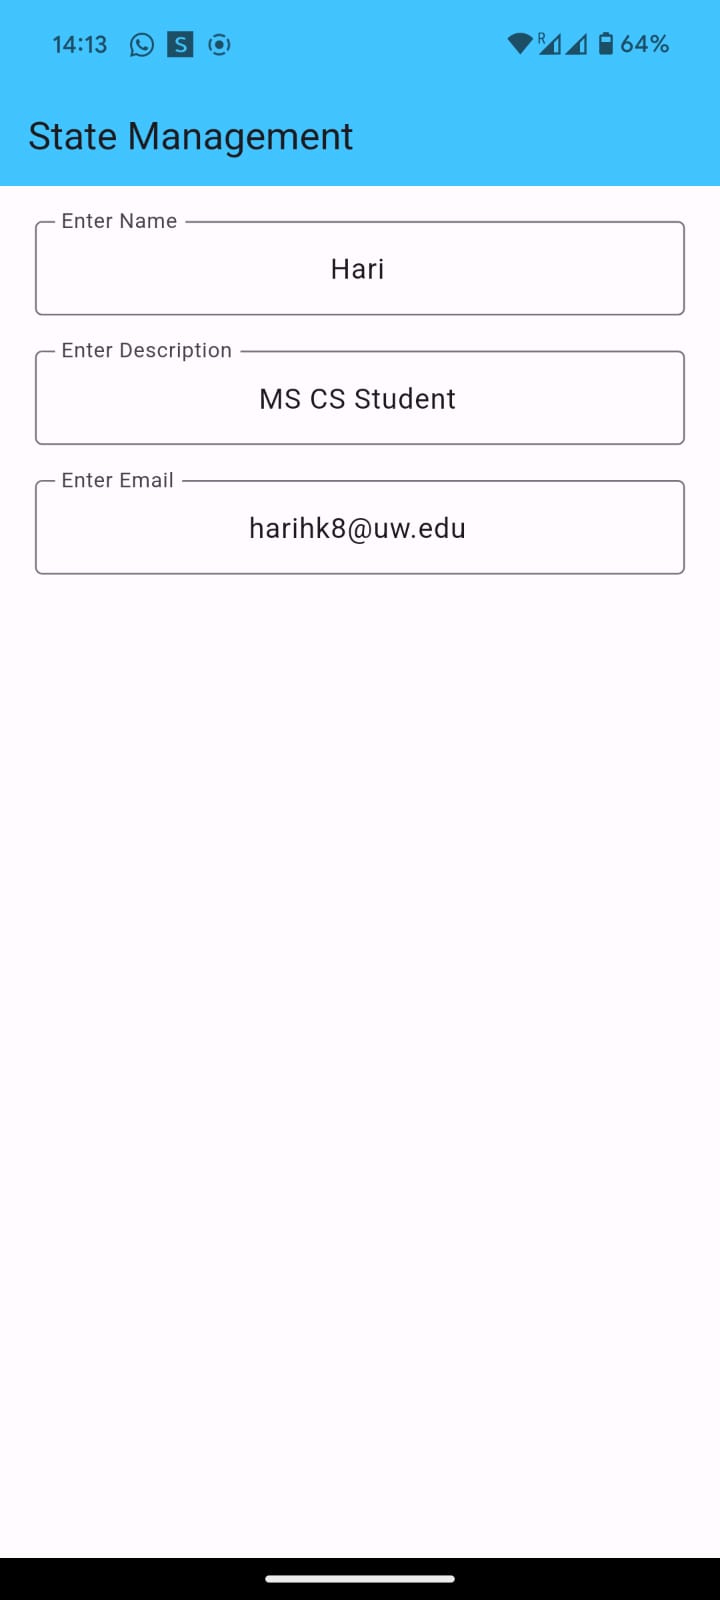 14:13 S R 64%
State Management
Enter Name
Hari
Enter Description
MS CS Student
Enter Email
harihk8@uw.edu